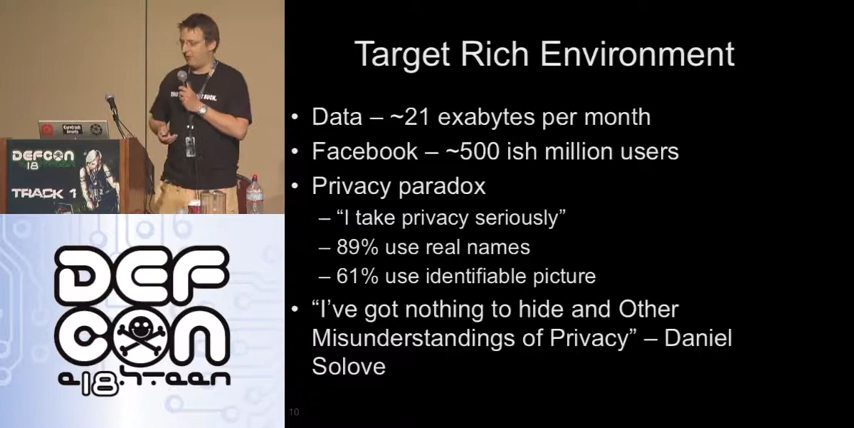 DEFCON
18
TRACK 1
DEF
CON
e18hteen
Target Rich Environment
• Data – ~21 exabytes per month
• Facebook – ~500 ish million users
• Privacy paradox
– “I take privacy seriously”
– 89% use real names
– 61% use identifiable picture
• “I’ve got nothing to hide and Other
Misunderstandings of Privacy” – Daniel
Solove
10